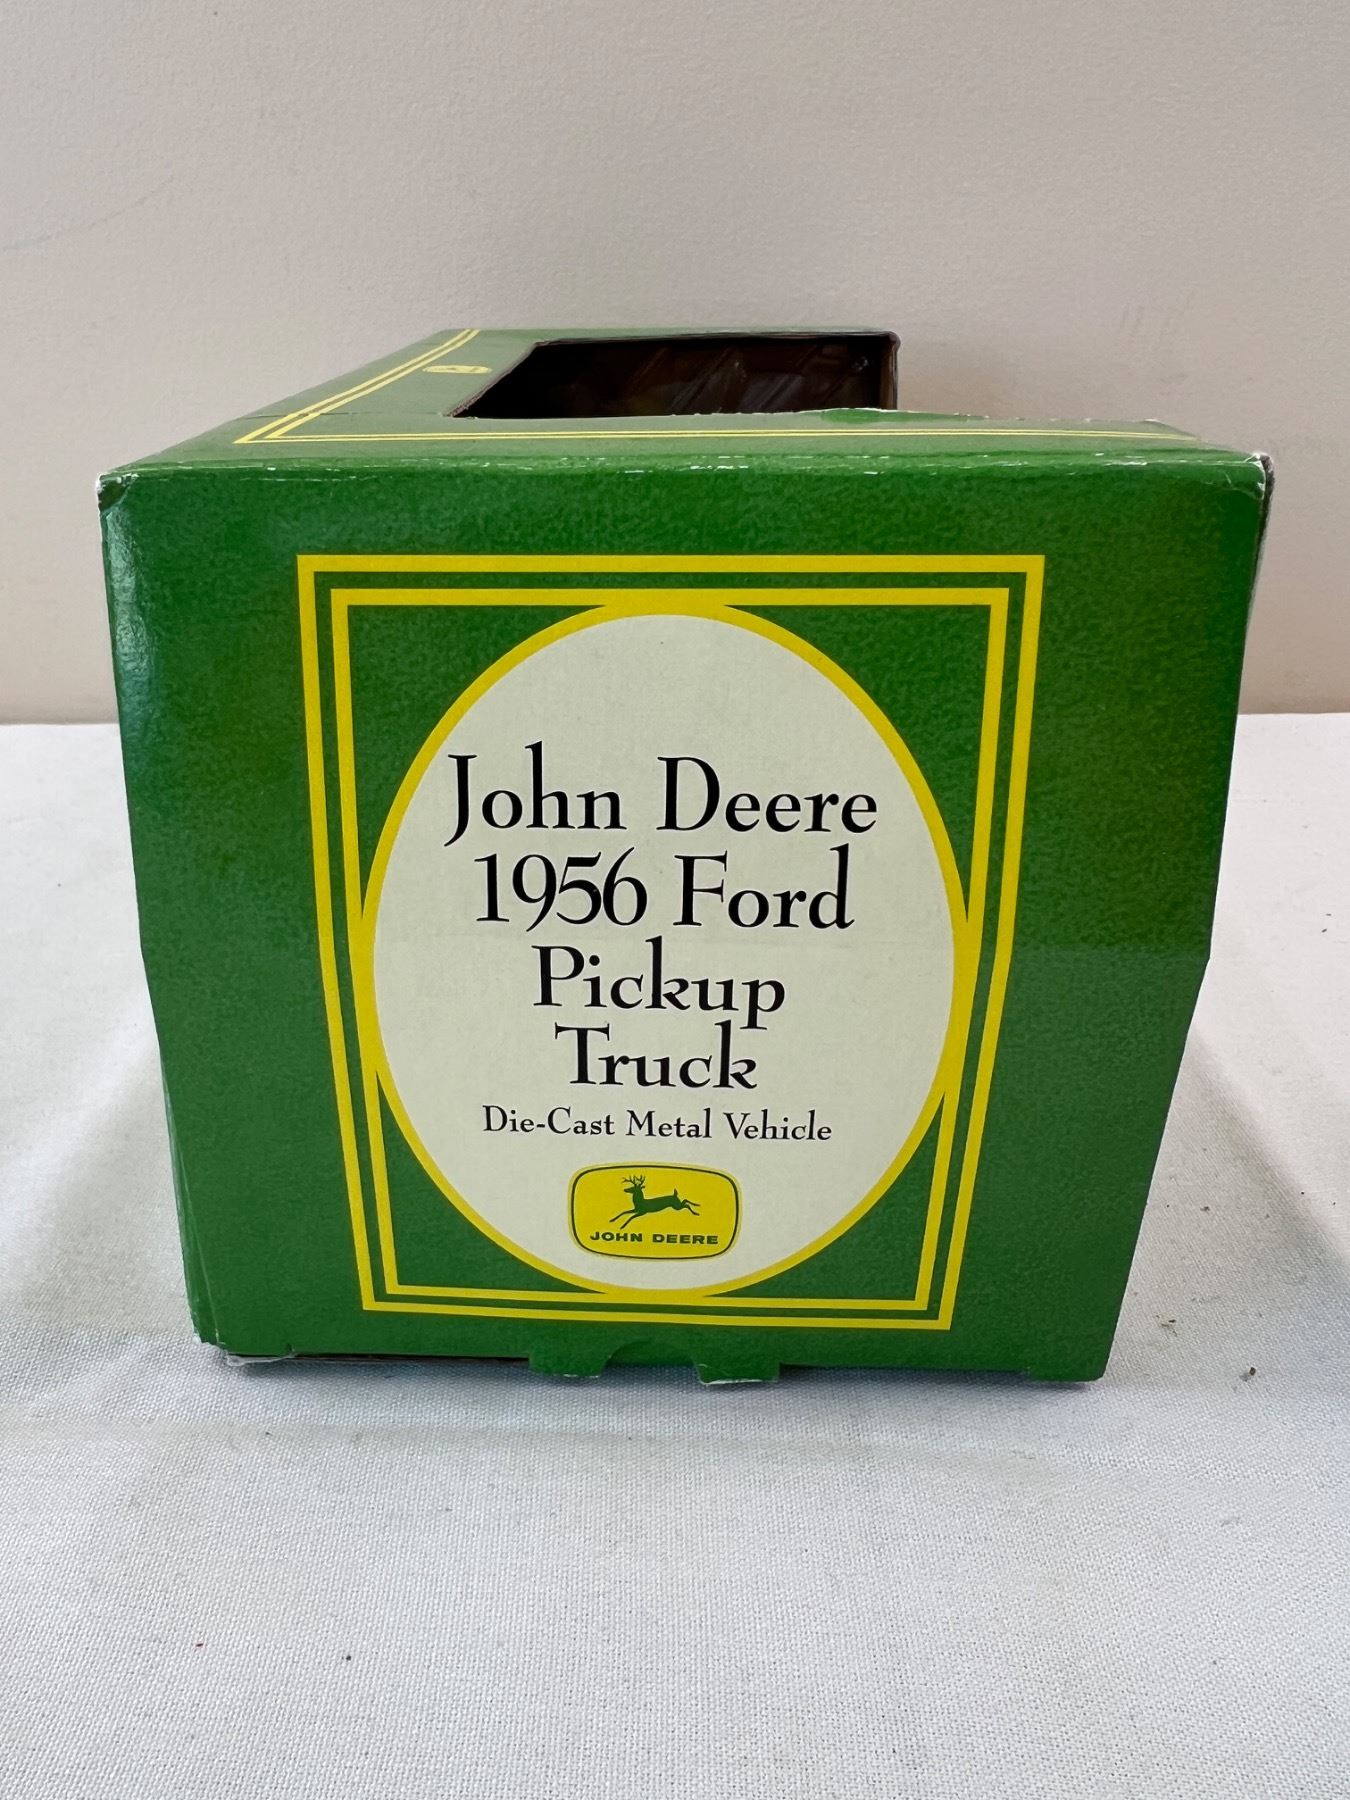 John Deere
1956 Ford
Pickup
Truck
Die-Cast Metal Vehicle
JOHN DEERE